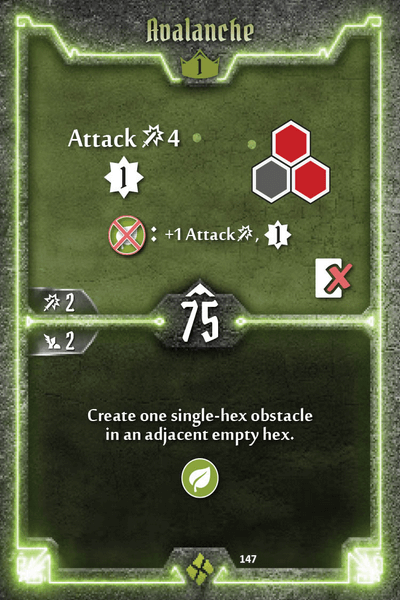 Avalanche
1
Attack 4
1
: +1 Attack , 1
2
75
2
Create one single-hex obstacle
in an adjacent empty hex.
147